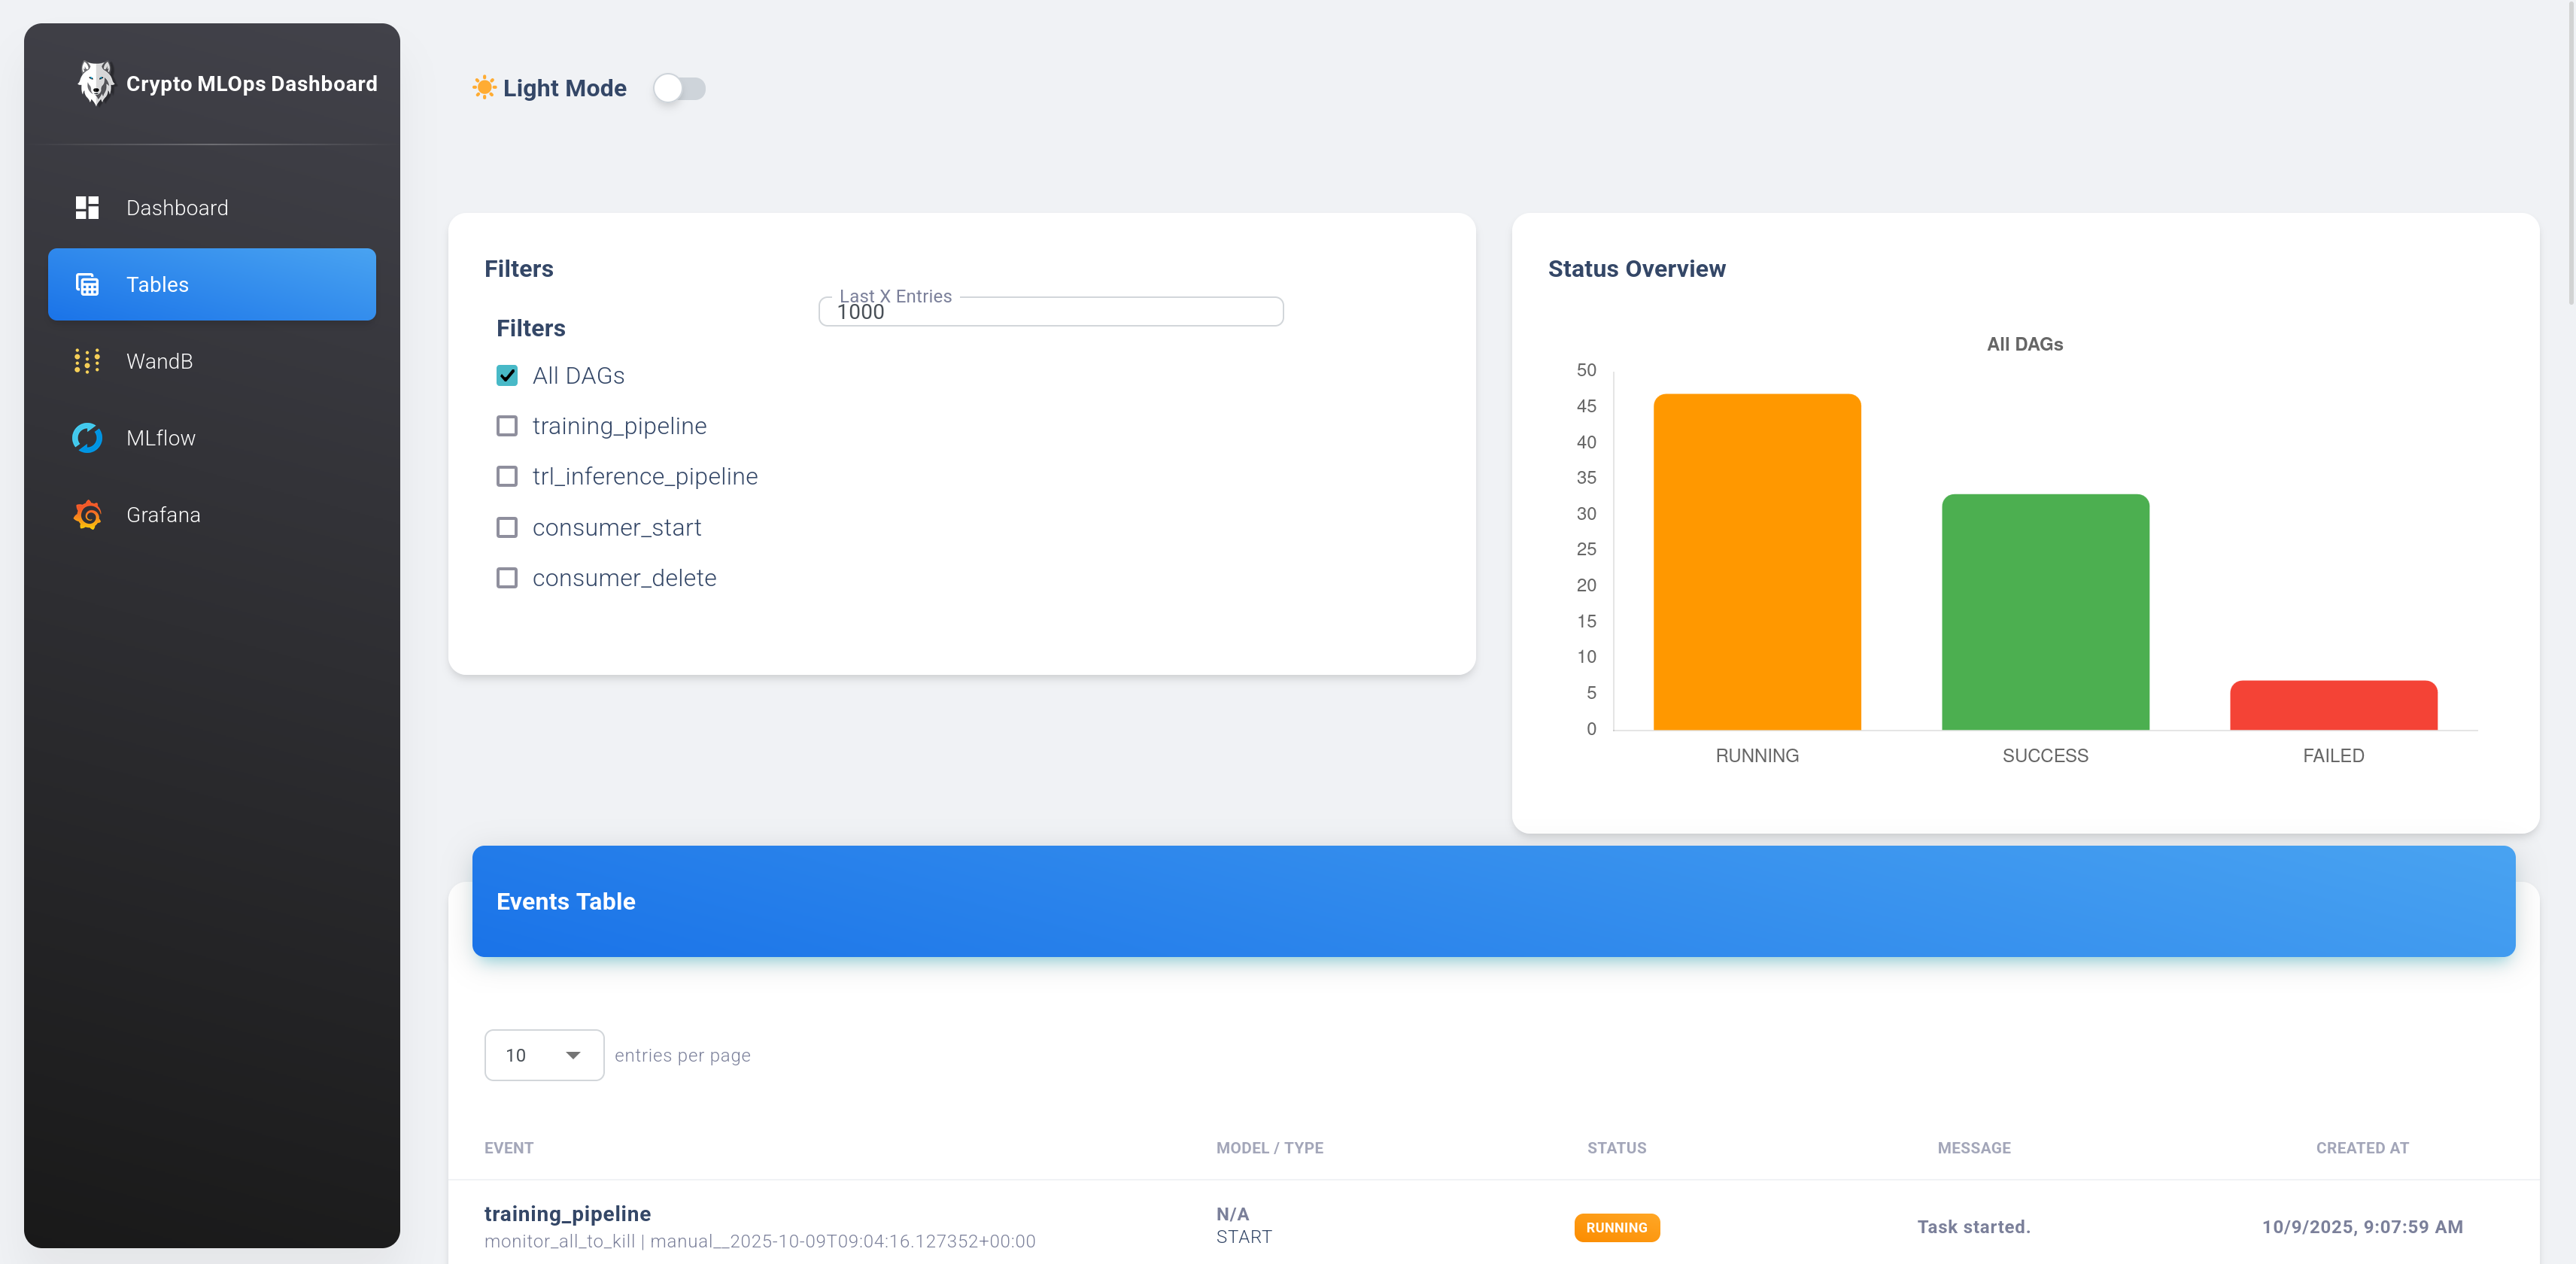 Crypto MLOps Dashboard
Dashboard
Tables
WandB
MLflow
Grafana
Light Mode
Filters
Last X Entries
1000
Filters
All DAGs
training_pipeline
trl_inference_pipeline
consumer_start
consumer_delete
Status Overview
All DAGs
50
45
40
35
30
25
20
15
10
5
0
RUNNING SUCCESS FAILED
Events Table
10 entries per page
EVENT MODEL / TYPE STATUS MESSAGE CREATED AT
training_pipeline N/A
monitor_all_to_kill | manual__2025-10-09T09:04:16.127352+00:00 START RUNNING Task started. 10/9/2025, 9:07:59 AM